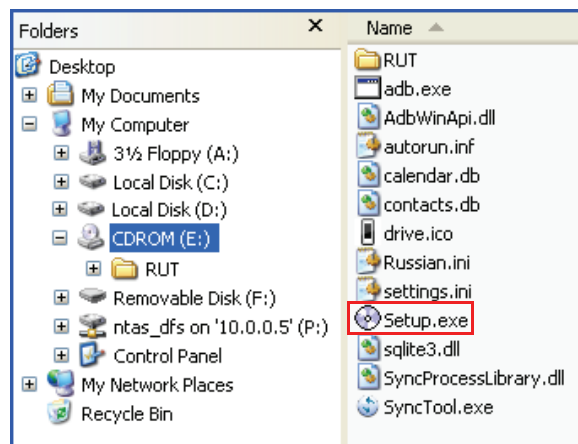 Folders
Desktop
My Documents
My Computer
3½ Floppy (A:)
Local Disk (C:)
Local Disk (D:)
CDROM (E:)
RUT
Removable Disk (F:)
ntas_dfs on '10.0.0.5' (P:)
Control Panel
My Network Places
Recycle Bin
Name
RUT
adb.exe
AdbWinApi.dll
autorun.inf
calendar.db
contacts.db
drive.ico
Russian.ini
settings.ini
Setup.exe
sqlite3.dll
SyncProcessLibrary.dll
SyncTool.exe